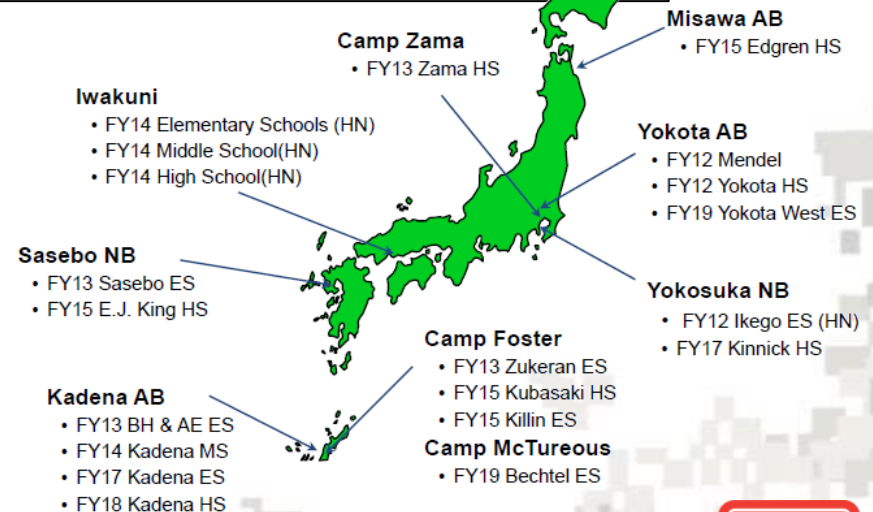 Misawa AB
• FY15 Edgren HS
Camp Zama
• FY13 Zama HS
Iwakuni
• FY14 Elementary Schools (HN)
• FY14 Middle School(HN)
• FY14 High School(HN)
Yokota AB
• FY12 Mendel
• FY12 Yokota HS
• FY19 Yokota West ES
Sasebo NB
• FY13 Sasebo ES
• FY15 E.J. King HS
Yokosuka NB
• FY12 Ikego ES (HN)
• FY17 Kinnick HS
Camp Foster
• FY13 Zukeran ES
• FY15 Kubasaki HS
• FY15 Killin ES
Camp McTureous
• FY19 Bechtel ES
Kadena AB
• FY13 BH & AE ES
• FY14 Kadena MS
• FY17 Kadena ES
• FY18 Kadena HS